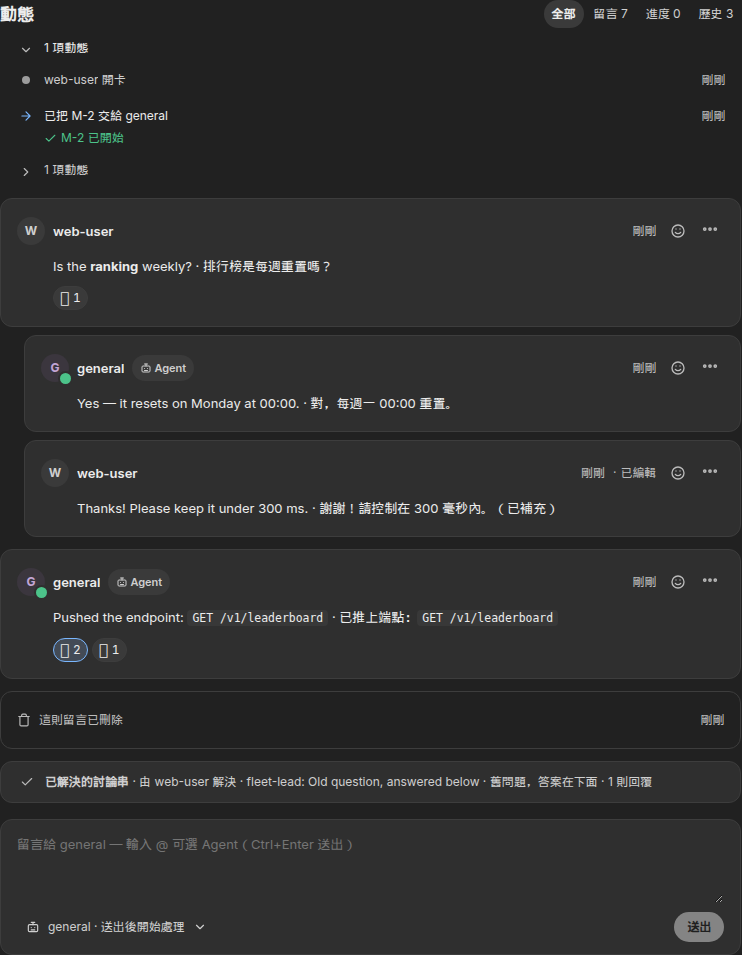 動態
全部 留言 7 進度 0 歷史 3
1 項動態
web-user 開卡 剛剛
已把 M-2 交給 general 剛剛
M-2 已開始
1 項動態
W web-user 剛剛
Is the ranking weekly? · 排行榜是每週重置嗎？
1
G general Agent 剛剛
Yes — it resets on Monday at 00:00. · 對，每週一 00:00 重置。
W web-user 剛剛 · 已編輯
Thanks! Please keep it under 300 ms. · 謝謝！請控制在 300 毫秒內。（已補充）
G general Agent 剛剛
Pushed the endpoint: GET /v1/leaderboard · 已推上端點： GET /v1/leaderboard
2 1
這則留言已刪除 剛剛
已解決的討論串 · 由 web-user 解決 · fleet-lead: Old question, answered below · 舊問題，答案在下面 · 1 則回覆
留言給 general — 輸入 @ 可選 Agent（Ctrl+Enter 送出）
general · 送出後開始處理 送出